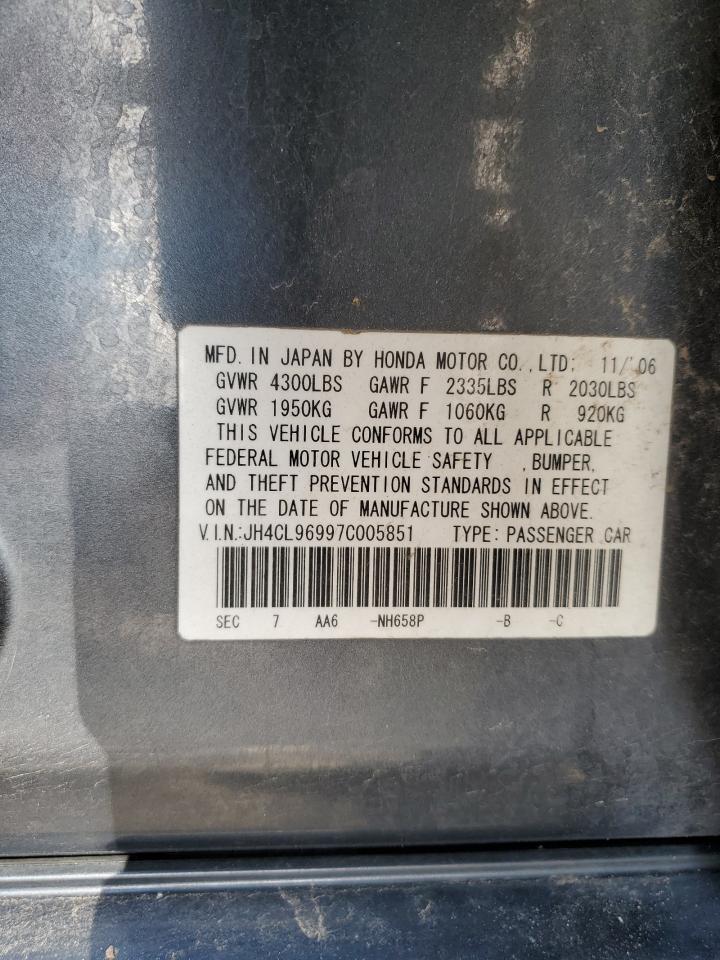 MFD. IN JAPAN BY HONDA MOTOR CO.,LTD: 11/'06
GVWR 4300LBS GAWR F 2335LBS R 2030LBS
GVWR 1950KG GAWR F 1060KG R 920KG
THIS VEHICLE CONFORMS TO ALL APPLICABLE
FEDERAL MOTOR VEHICLE SAFETY ,BUMPER,
AND THEFT PREVENTION STANDARDS IN EFFECT
ON THE DATE OF MANUFACTURE SHOWN ABOVE.
V.I.N.:JH4CL96997C005851 TYPE: PASSENGER CAR
SEC 7 AA6 -NH658P -B -C